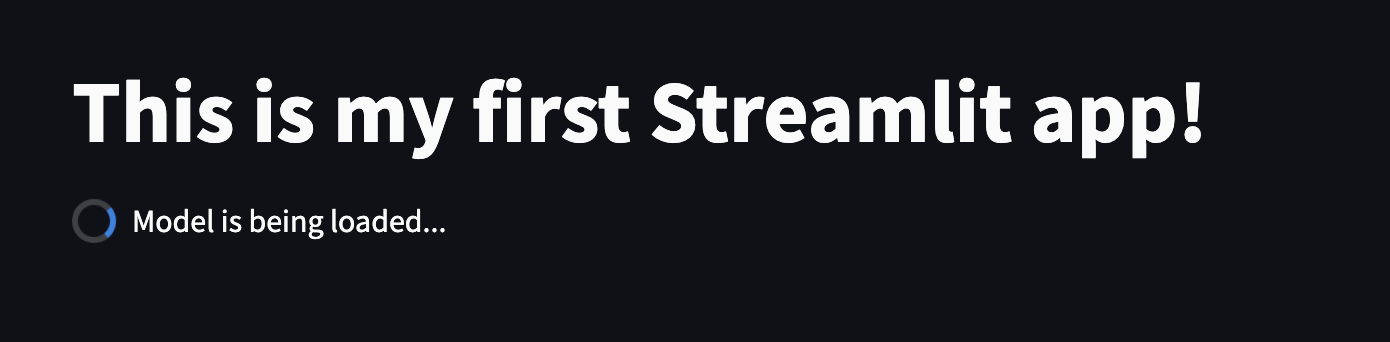 This is my first Streamlit app!
Model is being loaded...